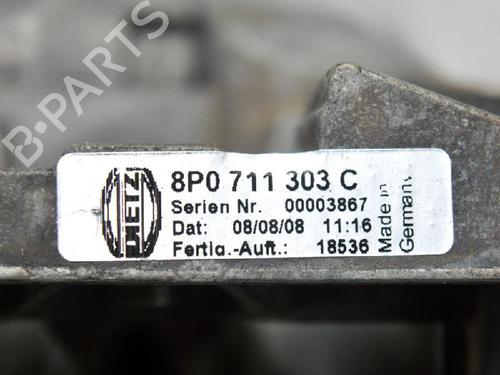 B-PARTS
DIETZ
8P0 711 303 C
Serien Nr. 00003867
Dat: 08/08/08 11:16
Fertig.-Auft.: 18536
Made in
Germany